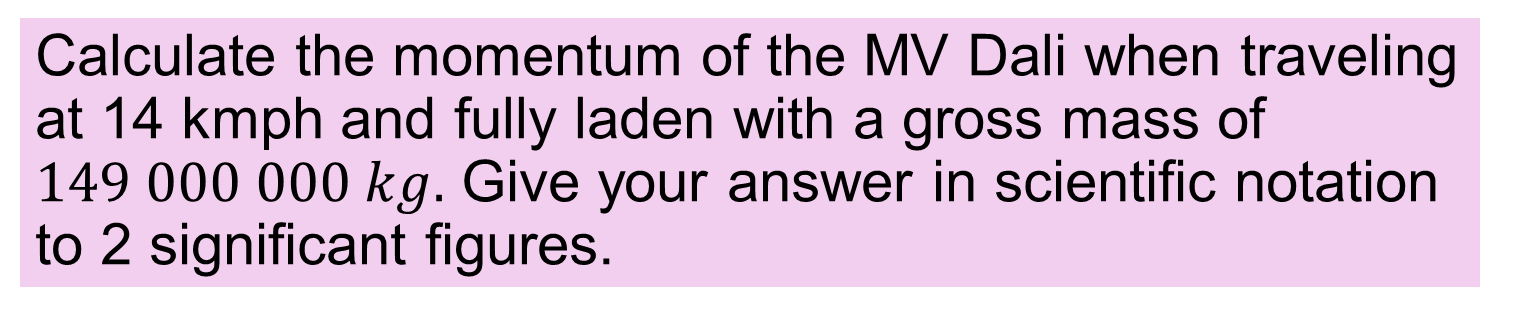 Calculate the momentum of the MV Dali when traveling
at 14 kmph and fully laden with a gross mass of
149 000 000 kg. Give your answer in scientific notation
to 2 significant figures.